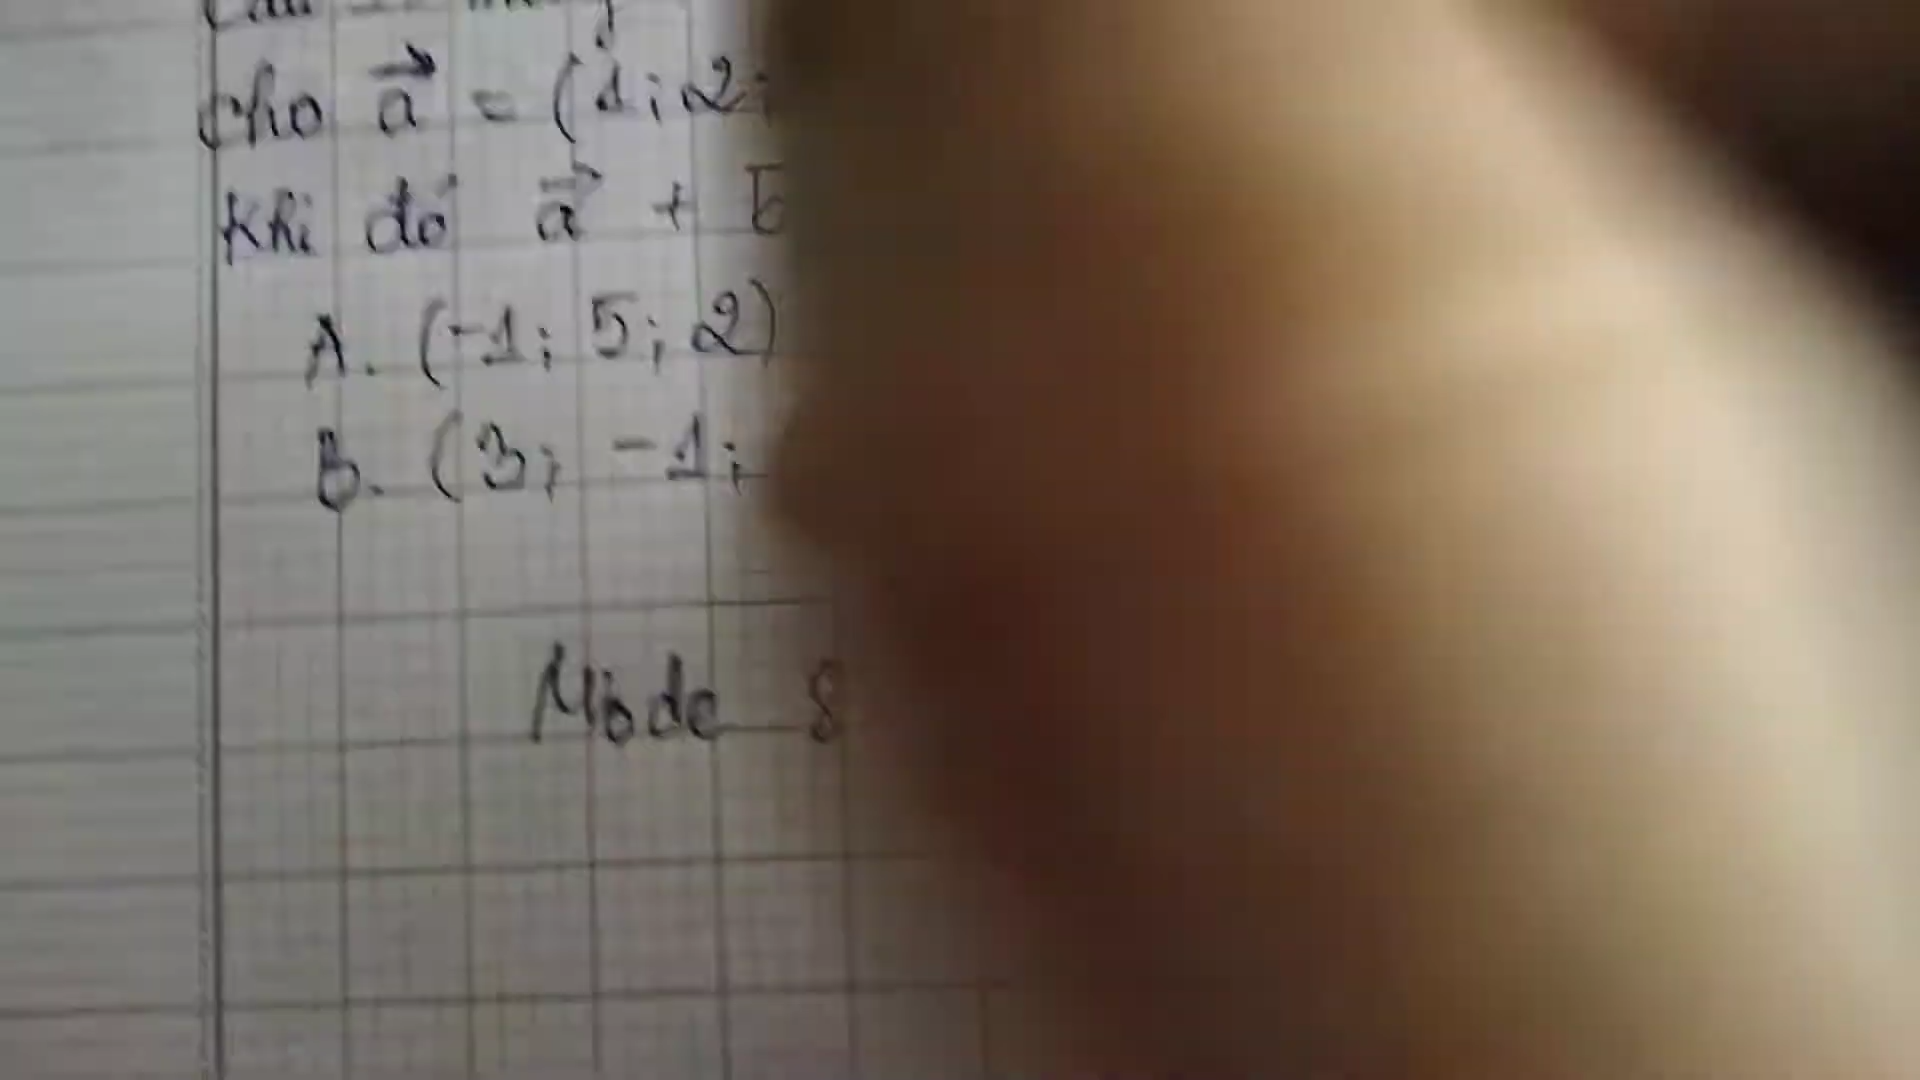 Cho a⃗ = (1; 2;
Khi đó a⃗ + b
A. (-1; 5; 2)
B. (3; -1;
Mode 8